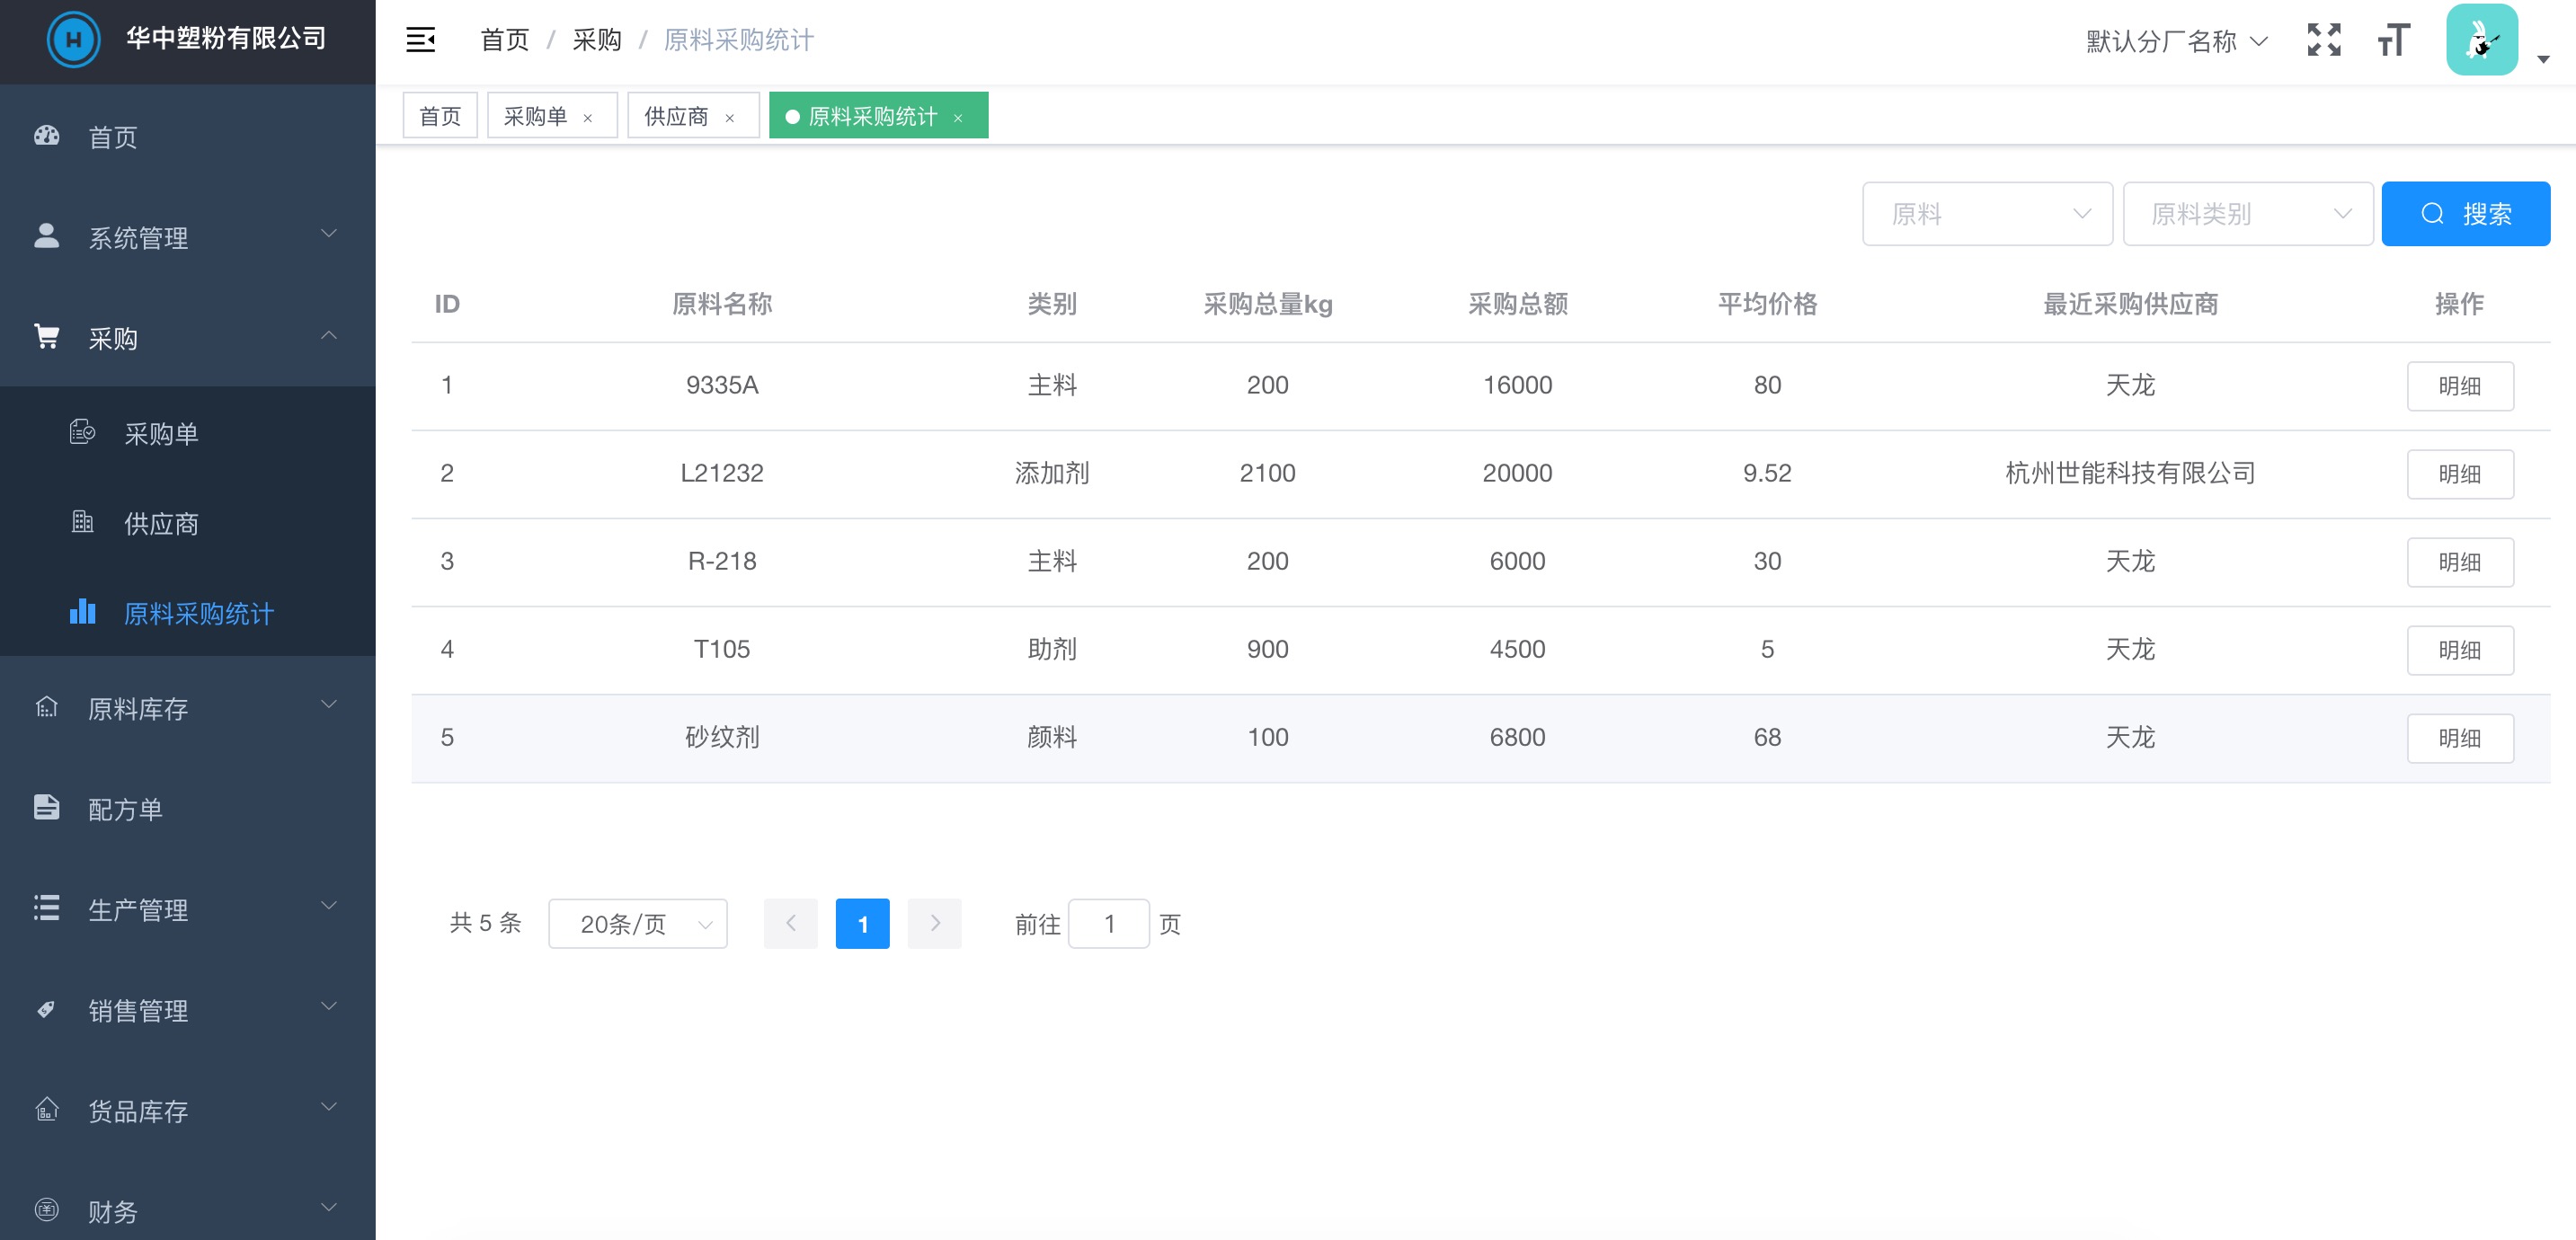 H 华中塑粉有限公司
首页 / 采购 / 原料采购统计
默认分厂名称
首页 采购单 × 供应商 × 原料采购统计 ×
首页
系统管理
采购
采购单
供应商
原料采购统计
原料库存
配方单
生产管理
销售管理
货品库存
财务
原料 原料类别 搜索
ID 原料名称 类别 采购总量kg 采购总额 平均价格 最近采购供应商 操作
1 9335A 主料 200 16000 80 天龙 明细
2 L21232 添加剂 2100 20000 9.52 杭州世能科技有限公司 明细
3 R-218 主料 200 6000 30 天龙 明细
4 T105 助剂 900 4500 5 天龙 明细
5 砂纹剂 颜料 100 6800 68 天龙 明细
共 5 条 20条/页 1 前往 1 页